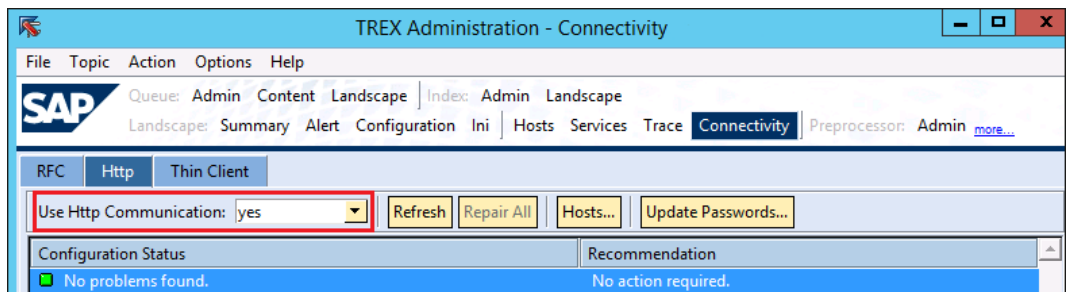 TREX Administration - Connectivity
File Topic Action Options Help
SAP Queue: Admin Content Landscape Index: Admin Landscape
Landscape: Summary Alert Configuration Ini Hosts Services Trace Connectivity Preprocessor: Admin more...
RFC Http Thin Client
Use Http Communication: yes Refresh Repair All Hosts... Update Passwords...
Configuration Status Recommendation
No problems found. No action required.